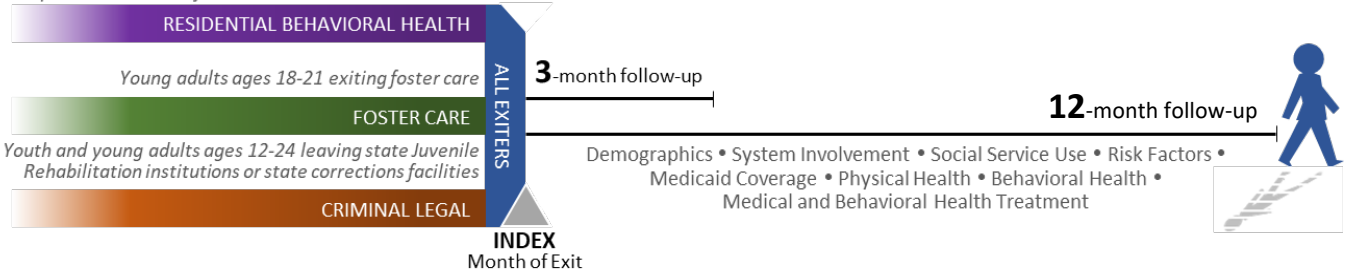 RESIDENTIAL BEHAVIORAL HEALTH
Young adults ages 18-21 exiting foster care
FOSTER CARE
Youth and young adults ages 12-24 leaving state Juvenile
Rehabilitation institutions or state corrections facilities
CRIMINAL LEGAL
ALL EXITERS
3-month follow-up
12-month follow-up
Demographics • System Involvement • Social Service Use • Risk Factors •
Medicaid Coverage • Physical Health • Behavioral Health •
Medical and Behavioral Health Treatment
INDEX
Month of Exit